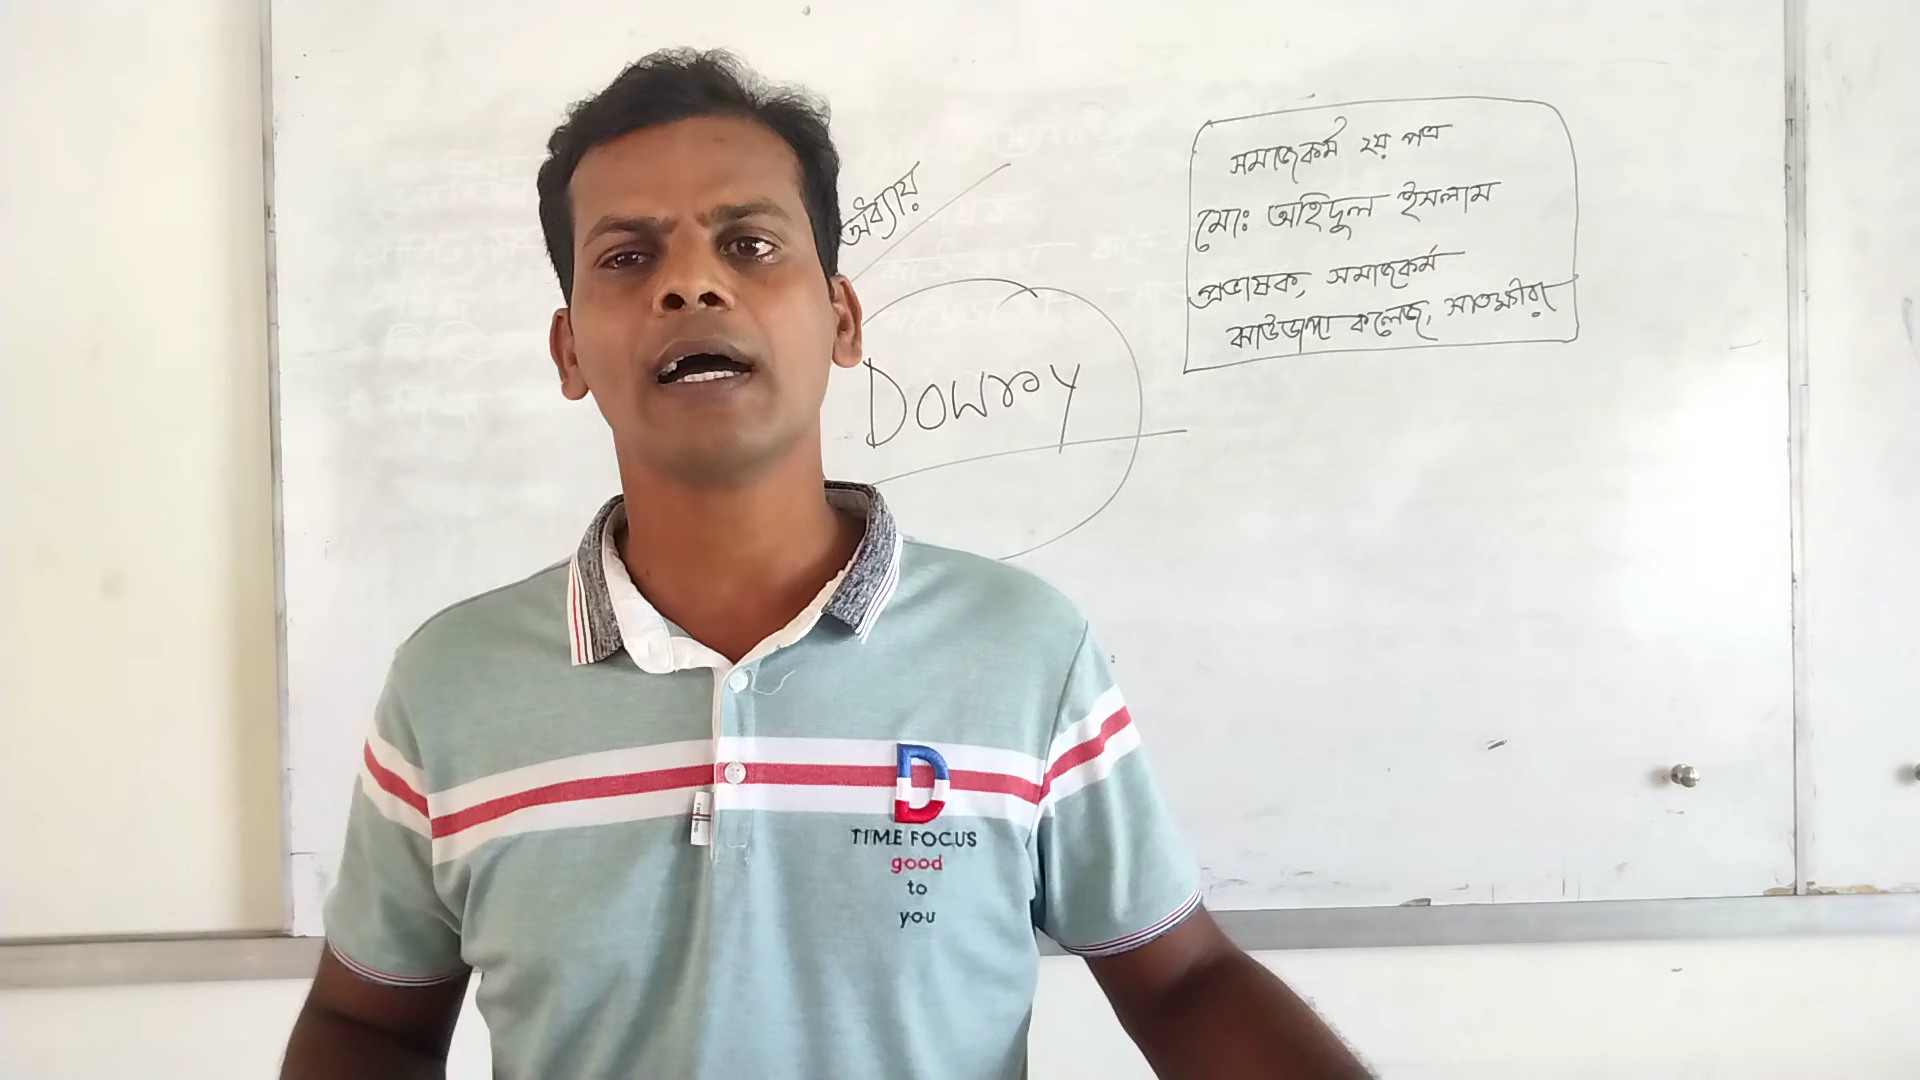 অধ্যায়
Dowry
সমাজকর্ম ২য় পত্র
মোঃ অহিদুল ইসলাম
প্রভাষক, সমাজকর্ম
ঝাউডাঙ্গা কলেজ, সাতক্ষীরা
D
TIME FOCUS
good
to
you